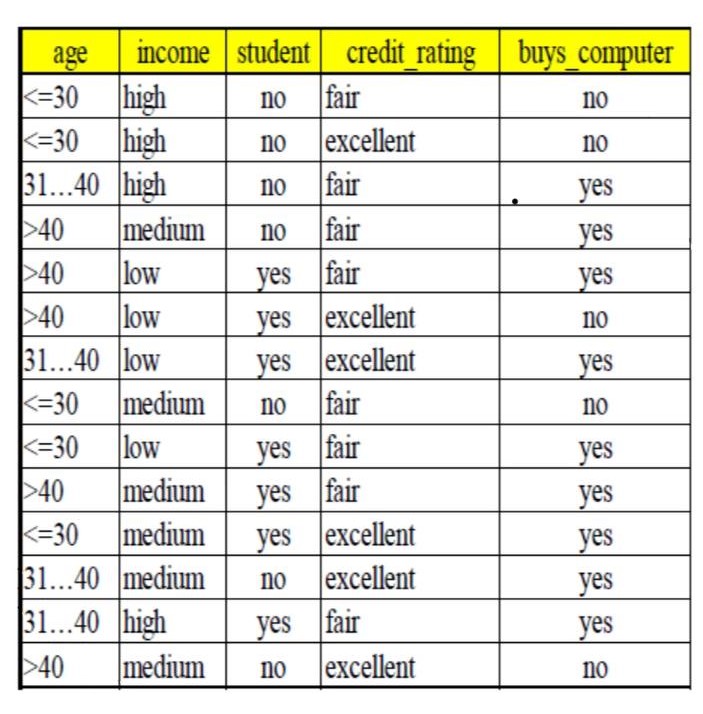 age income student credit_rating buys_computer
<=30 high no fair no
<=30 high no excellent no
31…40 high no fair yes
>40 medium no fair yes
>40 low yes fair yes
>40 low yes excellent no
31…40 low yes excellent yes
<=30 medium no fair no
<=30 low yes fair yes
>40 medium yes fair yes
<=30 medium yes excellent yes
31…40 medium no excellent yes
31…40 high yes fair yes
>40 medium no excellent no